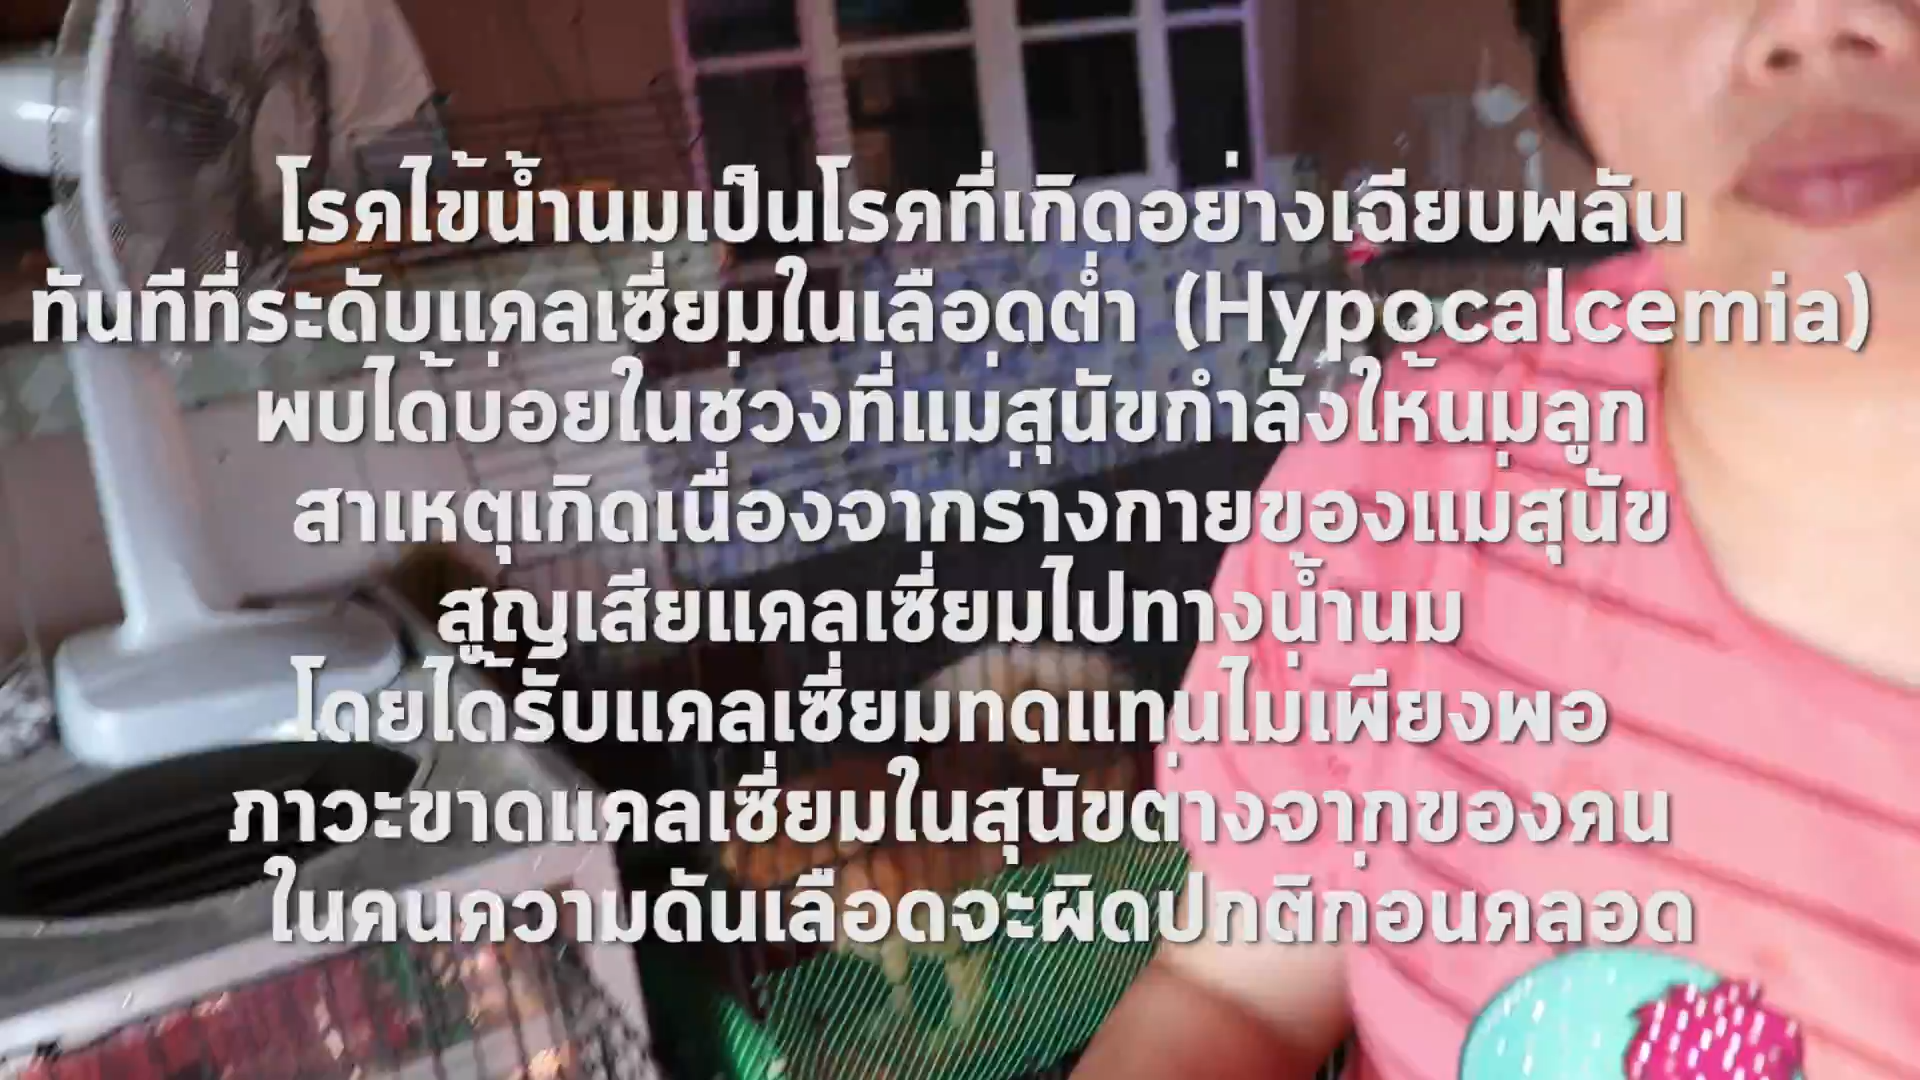 โรคไข้น้ำนมเป็นโรคที่เกิดอย่างเฉียบพลัน
ทันทีที่ระดับแคลเซี่ยมในเลือดต่ำ (Hypocalcemia)
พบได้บ่อยในช่วงที่แม่สุนัขกำลังให้นมลูก
สาเหตุเกิดเนื่องจากร่างกายของแม่สุนัข
สูญเสียแคลเซี่ยมไปทางน้ำนม
โดยได้รับแคลเซี่ยมทดแทนไม่เพียงพอ
ภาวะขาดแคลเซี่ยมในสุนัขต่างจากของคน
ในคนความดันเลือดจะผิดปกติก่อนคลอด